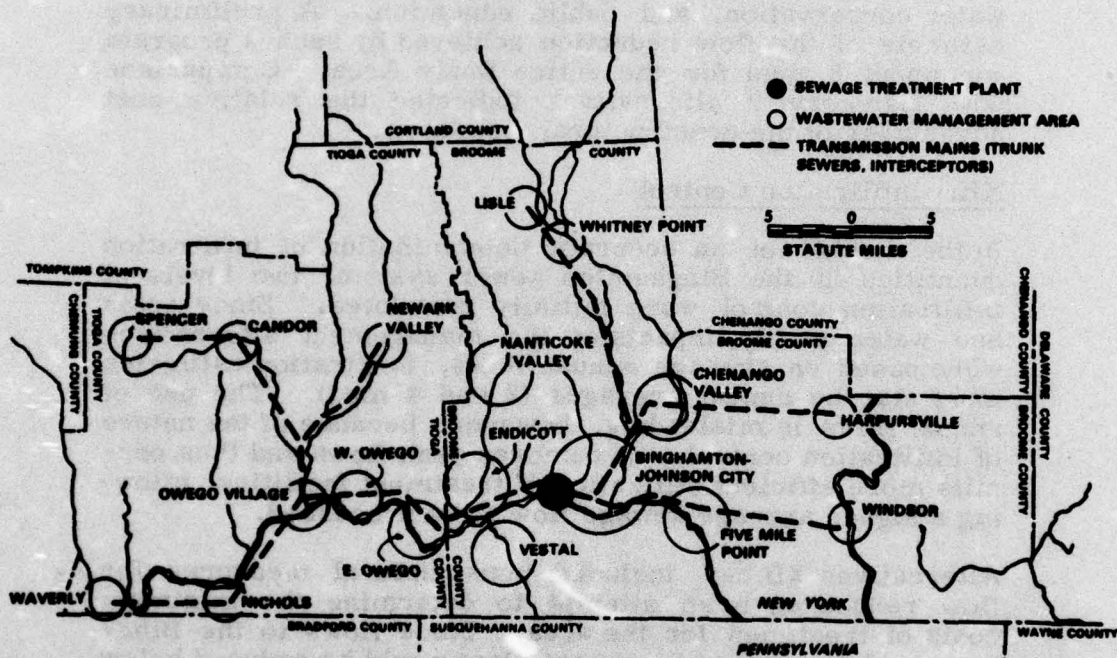 ● SEWAGE TREATMENT PLANT
○ WASTEWATER MANAGEMENT AREA
--- TRANSMISSION MAINS (TRUNK
SEWERS, INTERCEPTORS)
5 0 5
STATUTE MILES
CORTLAND COUNTY
TIOGA COUNTY
BROOME COUNTY
LISLE
WHITNEY POINT
TOMPKINS COUNTY
CHEMUNG COUNTY
TIOGA COUNTY
SPENCER
CANDOR
NEWARK
VALLEY
NANTICOKE
VALLEY
CHENANGO COUNTY
BROOME COUNTY
CHENANGO COUNTY
BROOME COUNTY
DELAWARE COUNTY
CHENANGO
VALLEY
HARPURSVILLE
BROOME
TIOGA
ENDICOTT
W. OWEGO
BINGHAMTON-
JOHNSON CITY
OWEGO VILLAGE
WINDSOR
FIVE MILE
POINT
VESTAL
E. OWEGO
COUNTY
COUNTY
WAVERLY
NICHOLS
NEW YORK
BRADFORD COUNTY
SUSQUEHANNA COUNTY
WAYNE COUNTY
PENNSYLVANIA